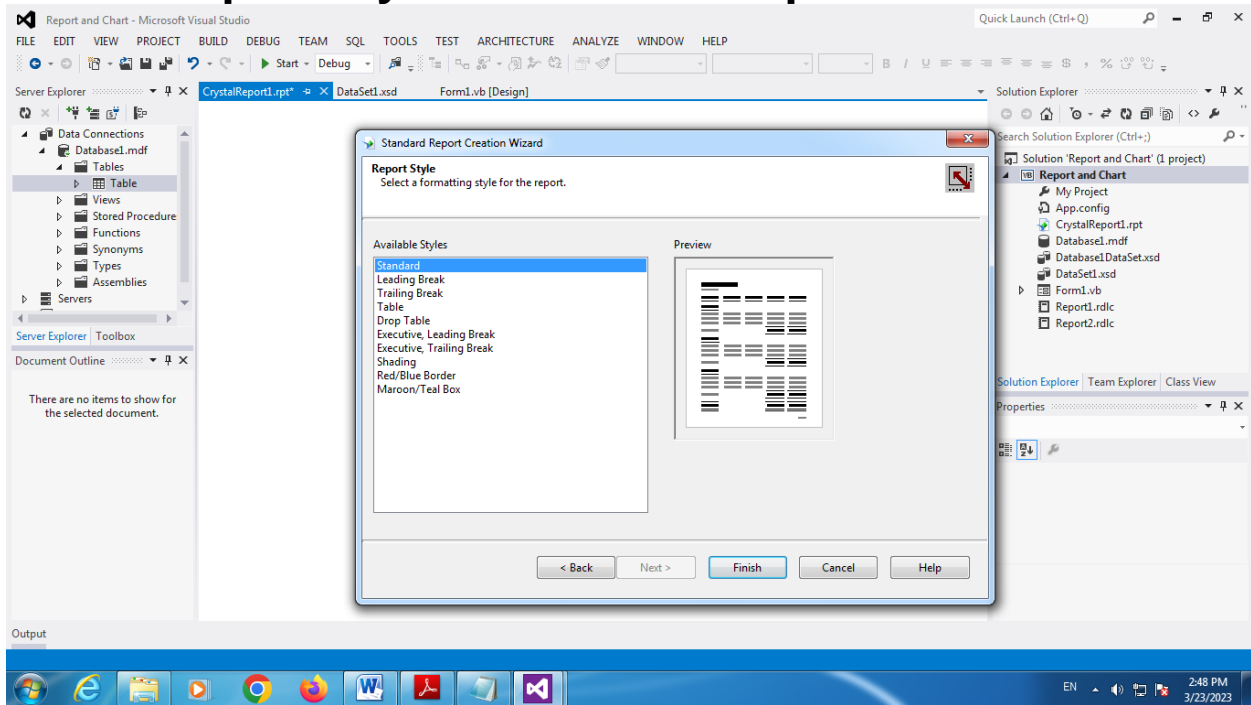 Report and Chart - Microsoft Visual Studio
Quick Launch (Ctrl+Q)
FILE EDIT VIEW PROJECT BUILD DEBUG TEAM SQL TOOLS TEST ARCHITECTURE ANALYZE WINDOW HELP
Start Debug
Server Explorer
CrystalReport1.rpt* DataSet1.xsd Form1.vb [Design]
Data Connections
Database1.mdf
Tables
Table
Views
Stored Procedure
Functions
Synonyms
Types
Assemblies
Servers
Server Explorer Toolbox
Document Outline
There are no items to show for
the selected document.
Standard Report Creation Wizard
Report Style
Select a formatting style for the report.
Available Styles
Standard
Leading Break
Trailing Break
Table
Drop Table
Executive, Leading Break
Executive, Trailing Break
Shading
Red/Blue Border
Maroon/Teal Box
Preview
< Back Next > Finish Cancel Help
Solution Explorer
Search Solution Explorer (Ctrl+;)
Solution 'Report and Chart' (1 project)
Report and Chart
My Project
App.config
CrystalReport1.rpt
Database1.mdf
Database1DataSet.xsd
DataSet1.xsd
Form1.vb
Report1.rdlc
Report2.rdlc
Solution Explorer Team Explorer Class View
Properties
Output
EN
2:48 PM
3/23/2023